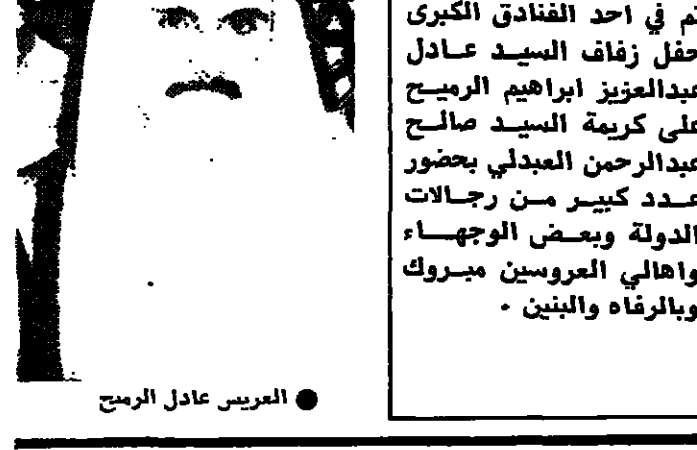 تم في احد الفنادق الكبرى
حفل زفاف السيد عادل
عبدالعزيز ابراهيم الرميح
على كريمة السيد صالح
عبدالرحمن العبدلي بحضور
عدد كبير من رجالات
الدولة وبعض الوجهاء
واهالي العروسين مبروك
وبالرفاه والبنين .
● العريس عادل الرميح